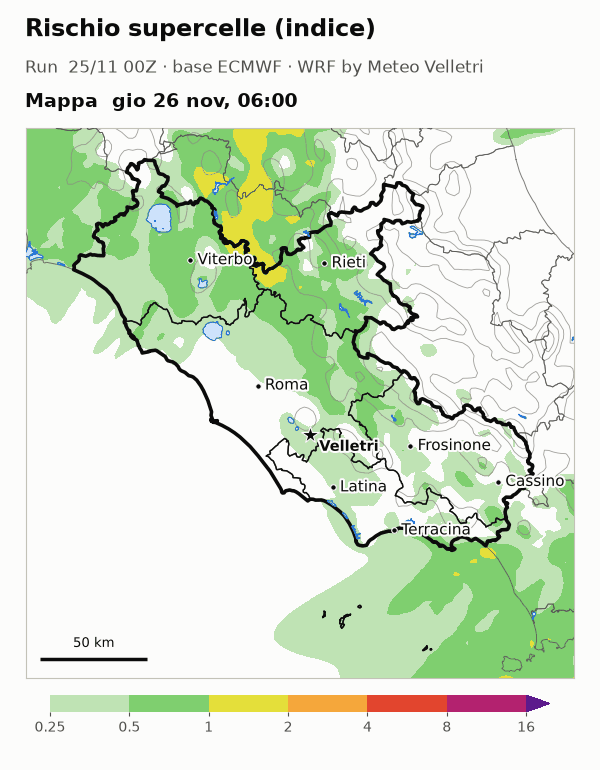 Rischio supercelle (indice)
Run  25/11 00Z · base ECMWF · WRF by Meteo Velletri
Mappa  gio 26 nov, 06:00
Viterbo
Rieti
Roma
Velletri
Frosinone
Latina
Cassino
Terracina
50 km
0.25 0.5 1 2 4 8 16